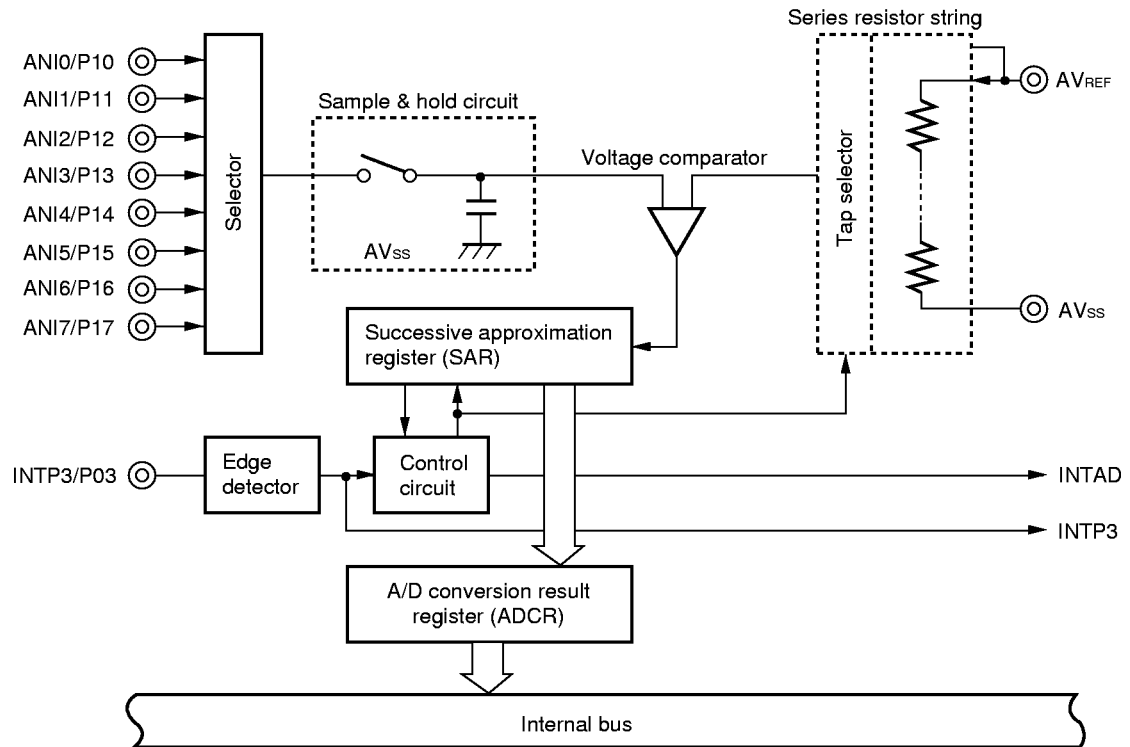 Series resistor string
ANI0/P10
ANI1/P11
ANI2/P12
ANI3/P13
ANI4/P14
ANI5/P15
ANI6/P16
ANI7/P17
Selector
Sample & hold circuit
AVSS
Voltage comparator
Tap selector
AVREF
AVSS
Successive approximation
register (SAR)
INTP3/P03
Edge
detector
Control
circuit
INTAD
INTP3
A/D conversion result
register (ADCR)
Internal bus